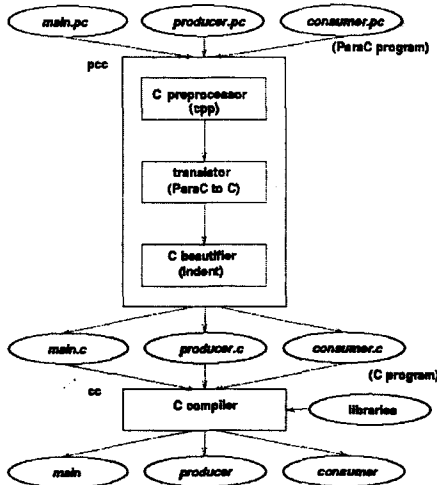 main.pc producer.pc consumer.pc
(ParaC program)
pcc
C preprocessor
(cpp)
translator
(ParaC to C)
C beautifier
(indent)
main.c producer.c consumer.c
(C program)
cc
C compiler
libraries
main producer consumer